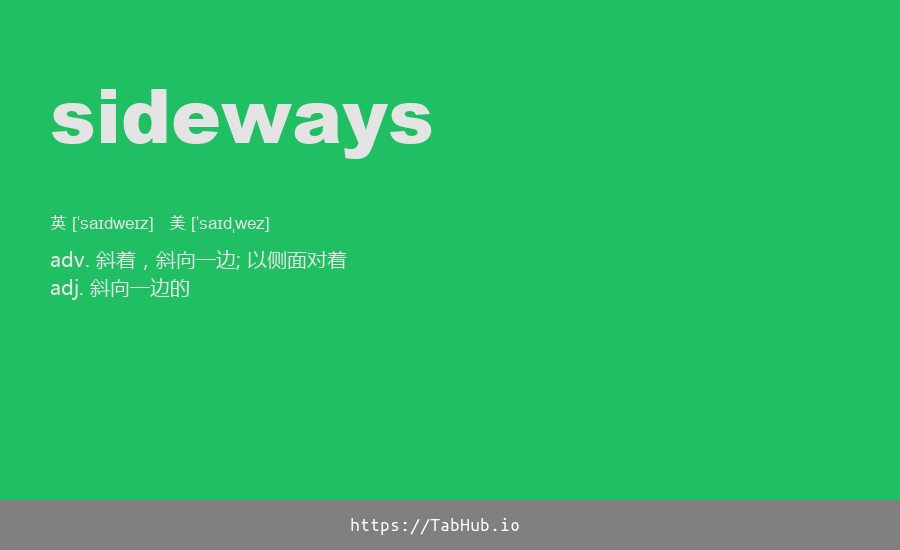 sideways
英 [ˈsaɪdweɪz] 美 [ˈsaɪdˌwez]
adv. 斜着，斜向一边; 以侧面对着
adj. 斜向一边的
https://TabHub.io